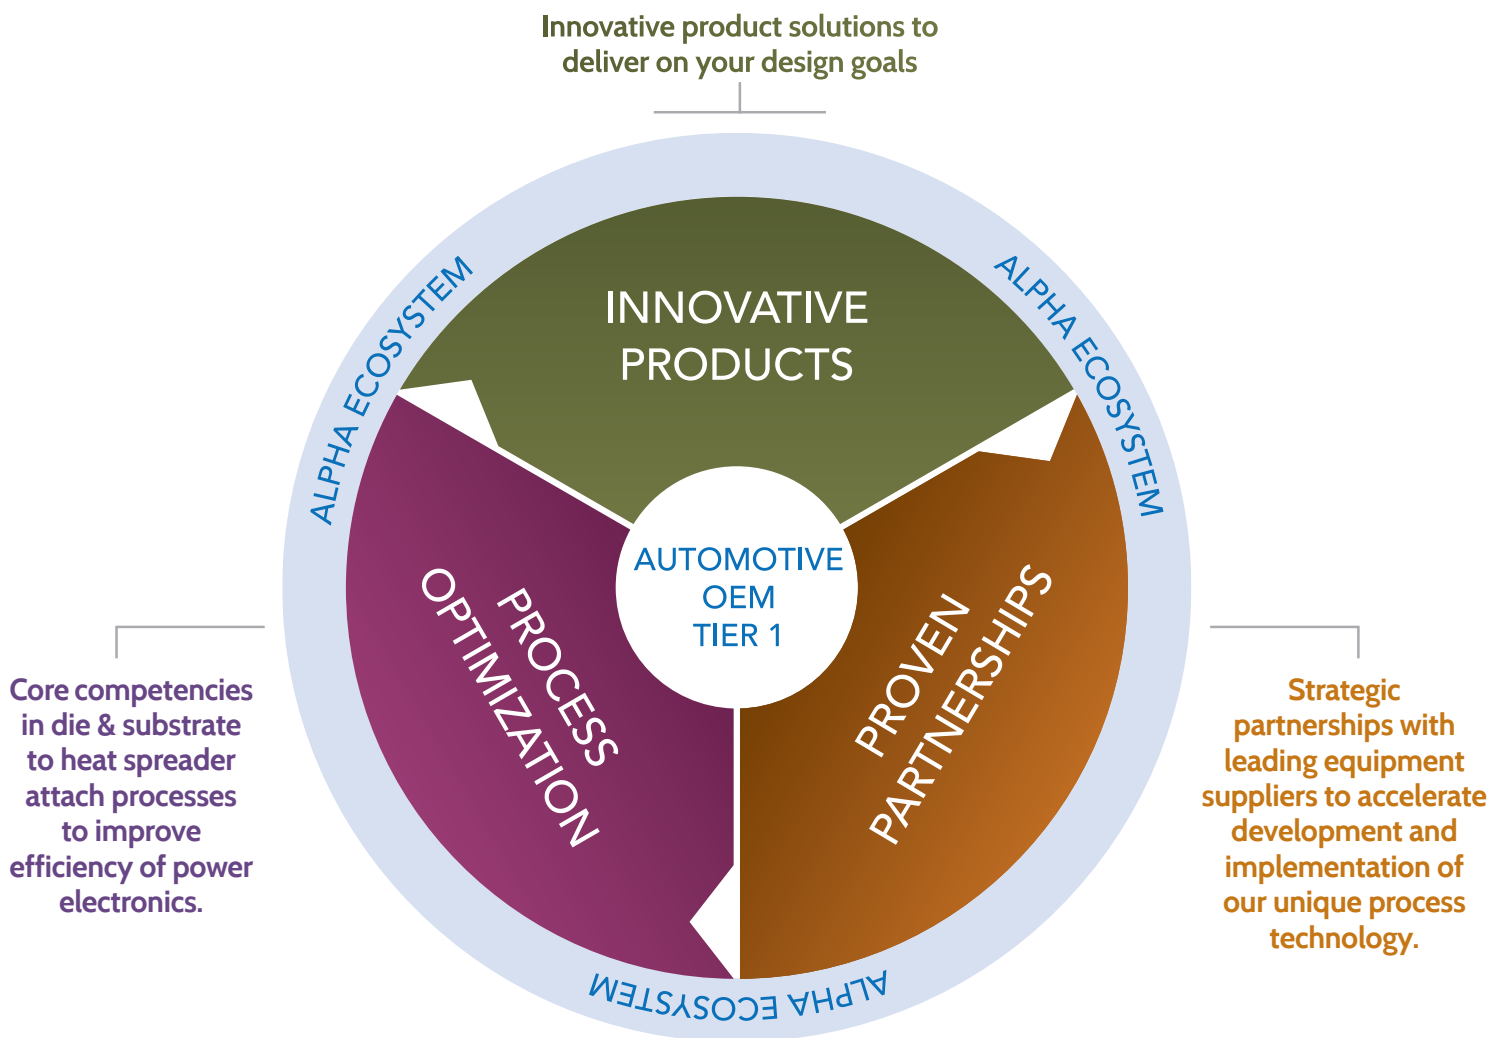 Innovative product solutions to
deliver on your design goals
ALPHA ECOSYSTEM
ALPHA ECOSYSTEM
INNOVATIVE
PRODUCTS
AUTOMOTIVE
OEM
TIER 1
PROCESS
OPTIMIZATION
PROVEN
PARTNERSHIPS
Core competencies
in die & substrate
to heat spreader
attach processes
to improve
efficiency of power
electronics.
Strategic
partnerships with
leading equipment
suppliers to accelerate
development and
implementation of
our unique process
technology.
ALPHA ECOSYSTEM